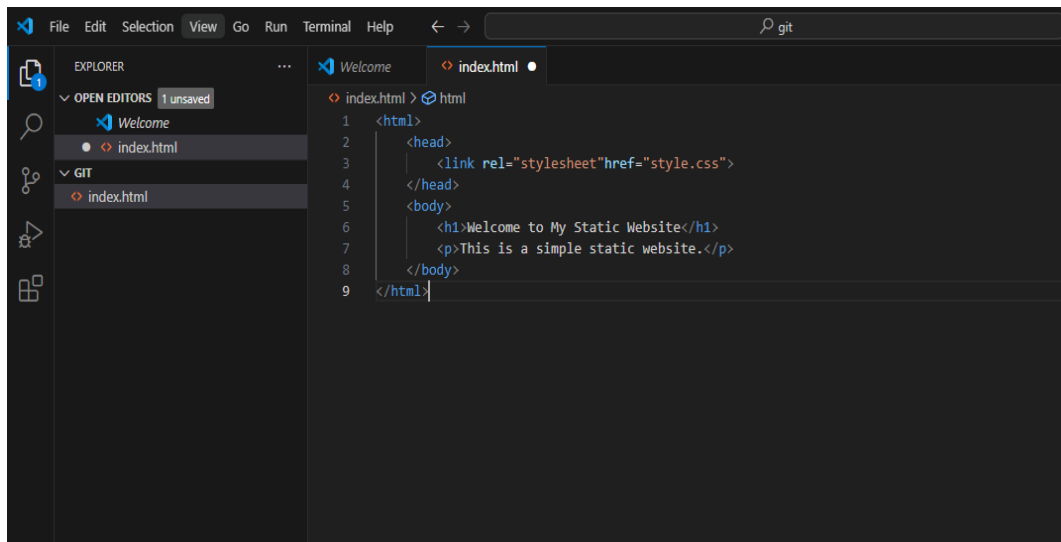 File Edit Selection View Go Run Terminal Help git
EXPLORER
OPEN EDITORS 1 unsaved
Welcome
index.html
GIT
index.html
1
Welcome index.html
index.html > html
1 <html>
2 <head>
3 <link rel="stylesheet"href="style.css">
4 </head>
5 <body>
6 <h1>Welcome to My Static Website</h1>
7 <p>This is a simple static website.</p>
8 </body>
9 </html>